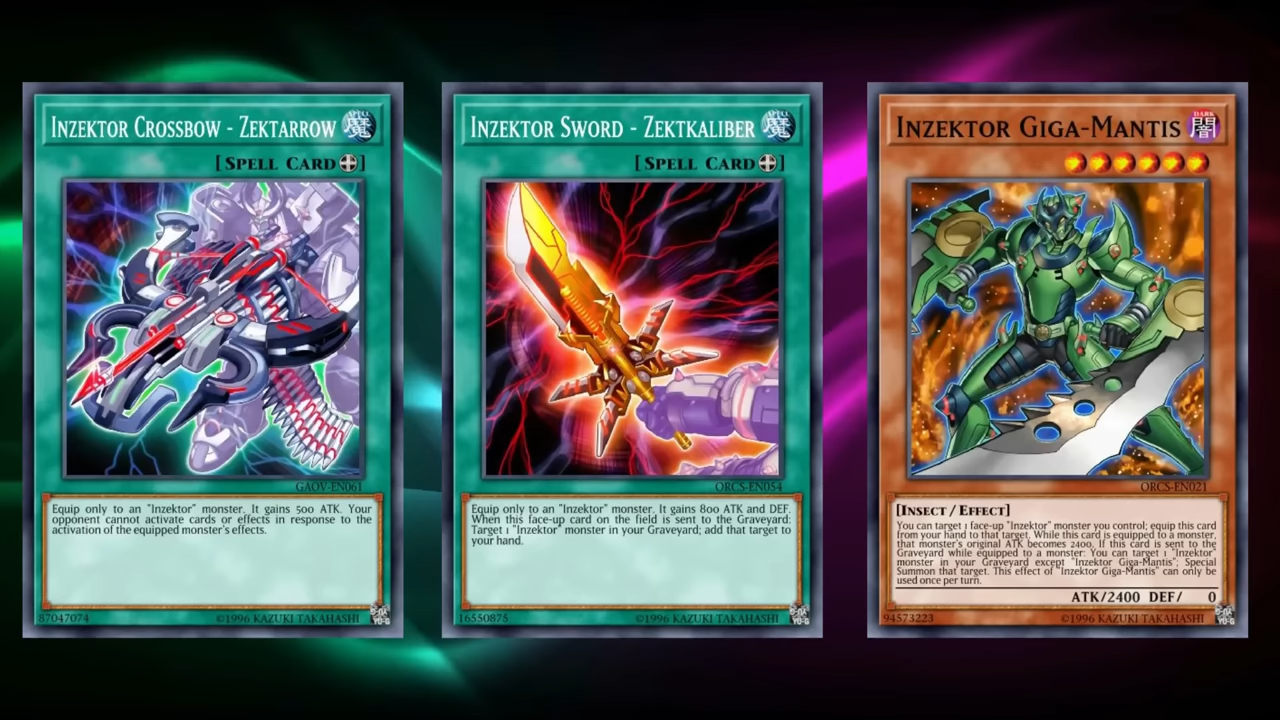 INZEKTOR CROSSBOW - ZEKTARROW 魔
[SPELL CARD]
GAOV-EN061
Equip only to an "Inzektor" monster. It gains 500 ATK. Your
opponent cannot activate cards or effects in response to the
activation of the equipped monster's effects.
87047074
©1996 KAZUKI TAKAHASHI
INZEKTOR SWORD - ZEKTKALIBER 魔
[SPELL CARD]
ORCS-EN054
Equip only to an "Inzektor" monster. It gains 800 ATK and DEF.
When this face-up card on the field is sent to the Graveyard:
Target 1 "Inzektor" monster in your Graveyard; add that target to
your hand.
16550875
©1996 KAZUKI TAKAHASHI
INZEKTOR GIGA-MANTIS
DARK
闇
ORCS-EN021
[INSECT / EFFECT]
You can target 1 face-up "Inzektor" monster you control; equip this card
from your hand to that target. While this card is equipped to a monster,
that monster's original ATK becomes 2400. If this card is sent to the
Graveyard while equipped to a monster: You can target 1 "Inzektor"
monster in your Graveyard except "Inzektor Giga-Mantis"; Special
Summon that target. This effect of "Inzektor Giga-Mantis" can only be
used once per turn.
ATK/2400 DEF/ 0
94573223
©1996 KAZUKI TAKAHASHI